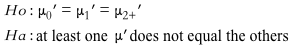 Ho: μ₀′ = μ₁′ = μ₂₊′
Ha: at least one μ′ does not equal the others